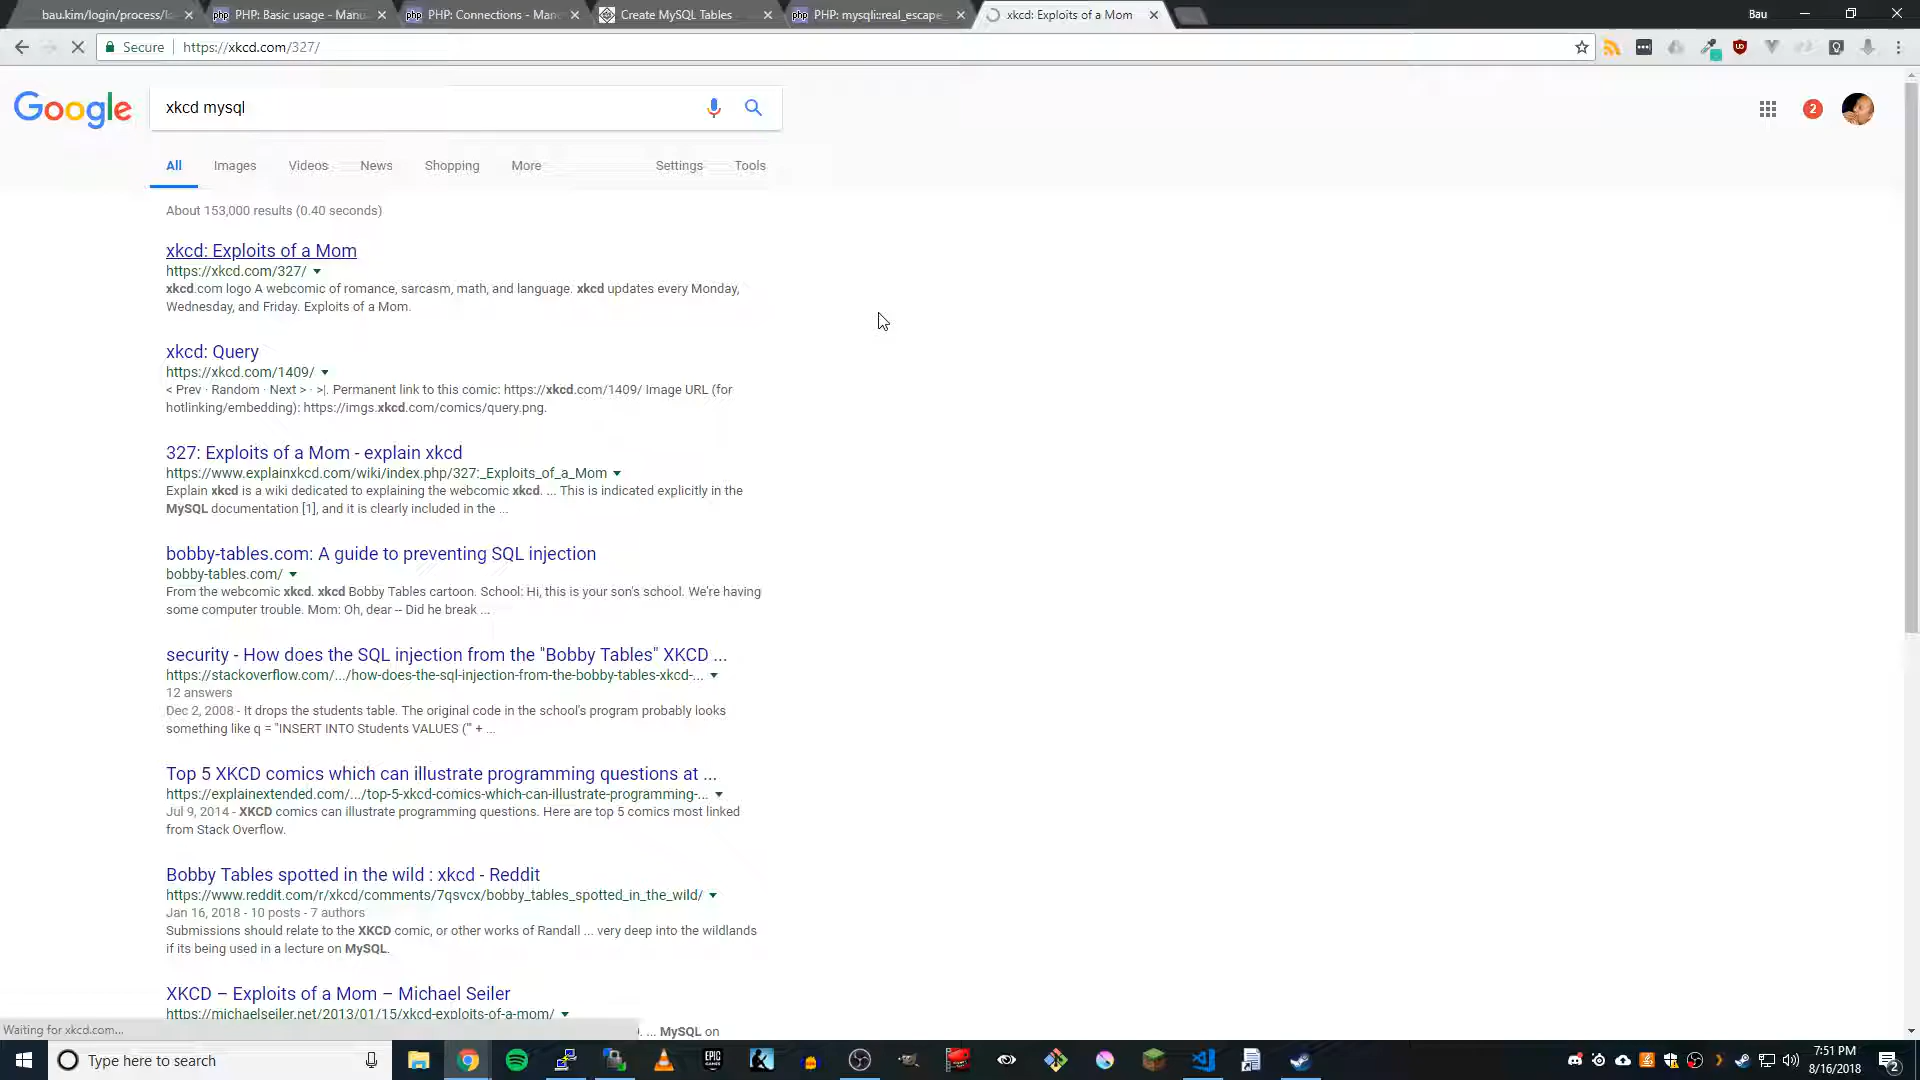 bau.kim/login/process/l
PHP: Basic usage - Manu
PHP: Connections - Man
Create MySQL Tables
PHP: mysqli::real_escape
xkcd: Exploits of a Mom
Bau
Secure
https://xkcd.com/327/
Google
xkcd mysql
2
All
Images
Videos
News
Shopping
More
Settings
Tools
About 153,000 results (0.40 seconds)
xkcd: Exploits of a Mom
https://xkcd.com/327/
xkcd.com logo A webcomic of romance, sarcasm, math, and language. xkcd updates every Monday,
Wednesday, and Friday. Exploits of a Mom.
xkcd: Query
https://xkcd.com/1409/
< Prev · Random · Next > · >|. Permanent link to this comic: https://xkcd.com/1409/ Image URL (for
hotlinking/embedding): https://imgs.xkcd.com/comics/query.png.
327: Exploits of a Mom - explain xkcd
https://www.explainxkcd.com/wiki/index.php/327:_Exploits_of_a_Mom
Explain xkcd is a wiki dedicated to explaining the webcomic xkcd. ... This is indicated explicitly in the
MySQL documentation [1], and it is clearly included in the ...
bobby-tables.com: A guide to preventing SQL injection
bobby-tables.com/
From the webcomic xkcd. xkcd Bobby Tables cartoon. School: Hi, this is your son's school. We're having
some computer trouble. Mom: Oh, dear -- Did he break ...
security - How does the SQL injection from the "Bobby Tables" XKCD ...
https://stackoverflow.com/.../how-does-the-sql-injection-from-the-bobby-tables-xkcd-...
12 answers
Dec 2, 2008 - It drops the students table. The original code in the school's program probably looks
something like q = "INSERT INTO Students VALUES ('" + ...
Top 5 XKCD comics which can illustrate programming questions at ...
https://explainextended.com/.../top-5-xkcd-comics-which-can-illustrate-programming-...
Jul 9, 2014 - XKCD comics can illustrate programming questions. Here are top 5 comics most linked
from Stack Overflow.
Bobby Tables spotted in the wild : xkcd - Reddit
https://www.reddit.com/r/xkcd/comments/7qsvcx/bobby_tables_spotted_in_the_wild/
Jan 16, 2018 - 10 posts - 7 authors
Submissions should relate to the XKCD comic, or other works of Randall ... very deep into the wildlands
if its being used in a lecture on MySQL.
XKCD – Exploits of a Mom – Michael Seiler
https://michaelseiler.net/2013/01/15/xkcd-exploits-of-a-mom/
Waiting for xkcd.com...
). ... MySQL on
Type here to search
EPIC
GAMES
7:51 PM
8/16/2018
2